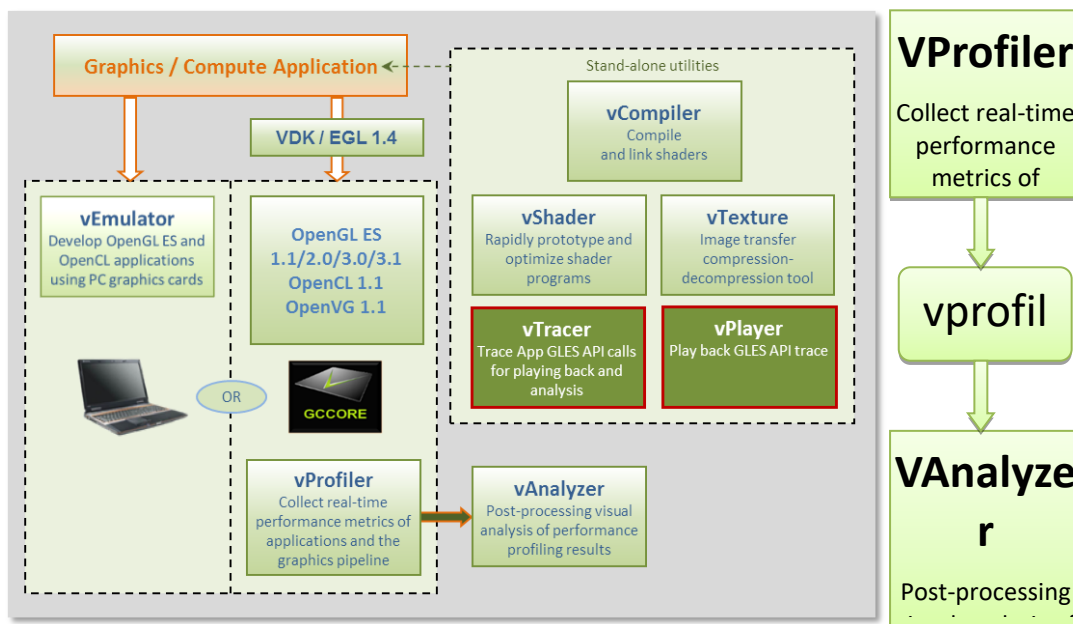 Graphics / Compute Application
VDK / EGL 1.4
vEmulator
Develop OpenGL ES and
OpenCL applications
using PC graphics cards
OpenGL ES
1.1/2.0/3.0/3.1
OpenCL 1.1
OpenVG 1.1
OR
GCCORE
vProfiler
Collect real-time
performance metrics of
applications and the
graphics pipeline
vAnalyzer
Post-processing visual
analysis of performance
profiling results
Stand-alone utilities
vCompiler
Compile
and link shaders
vShader
Rapidly prototype and
optimize shader
programs
vTexture
Image transfer
compression-
decompression tool
vTracer
Trace App GLES API calls
for playing back and
analysis
vPlayer
Play back GLES API trace
VProfiler
Collect real-time
performance
metrics of
vprofil
VAnalyze
r
Post-processing